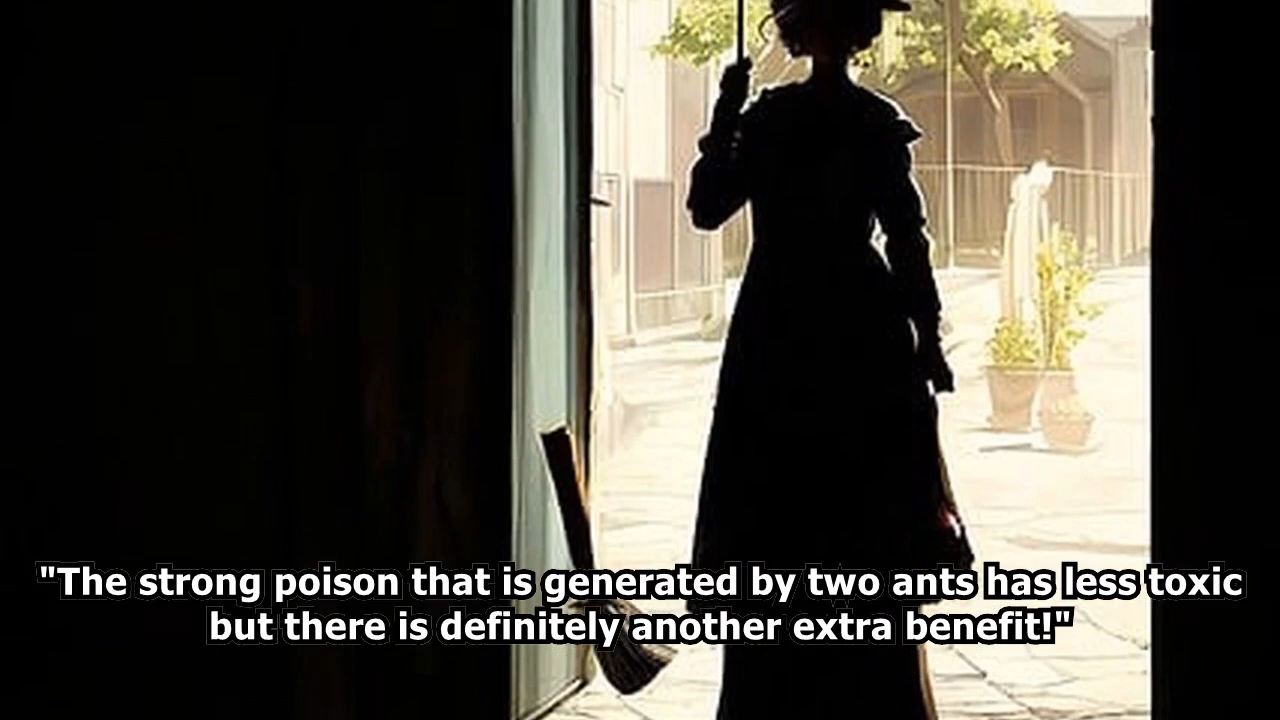 "The strong poison that is generated by two ants has less toxic
but there is definitely another extra benefit!"